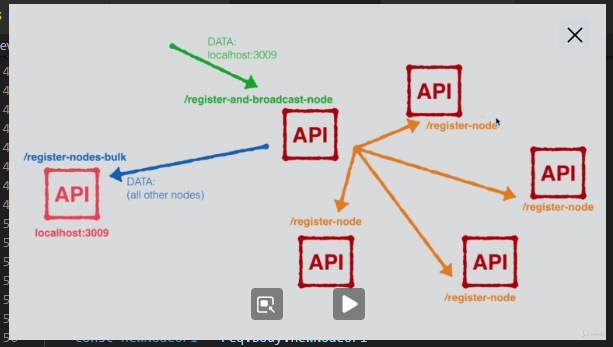 DATA:
localhost:3009
/register-and-broadcast-node
API
API
/register-node
/register-nodes-bulk
API
DATA:
(all other nodes)
localhost:3009
API
/register-node
/register-node
API
API
/register-node